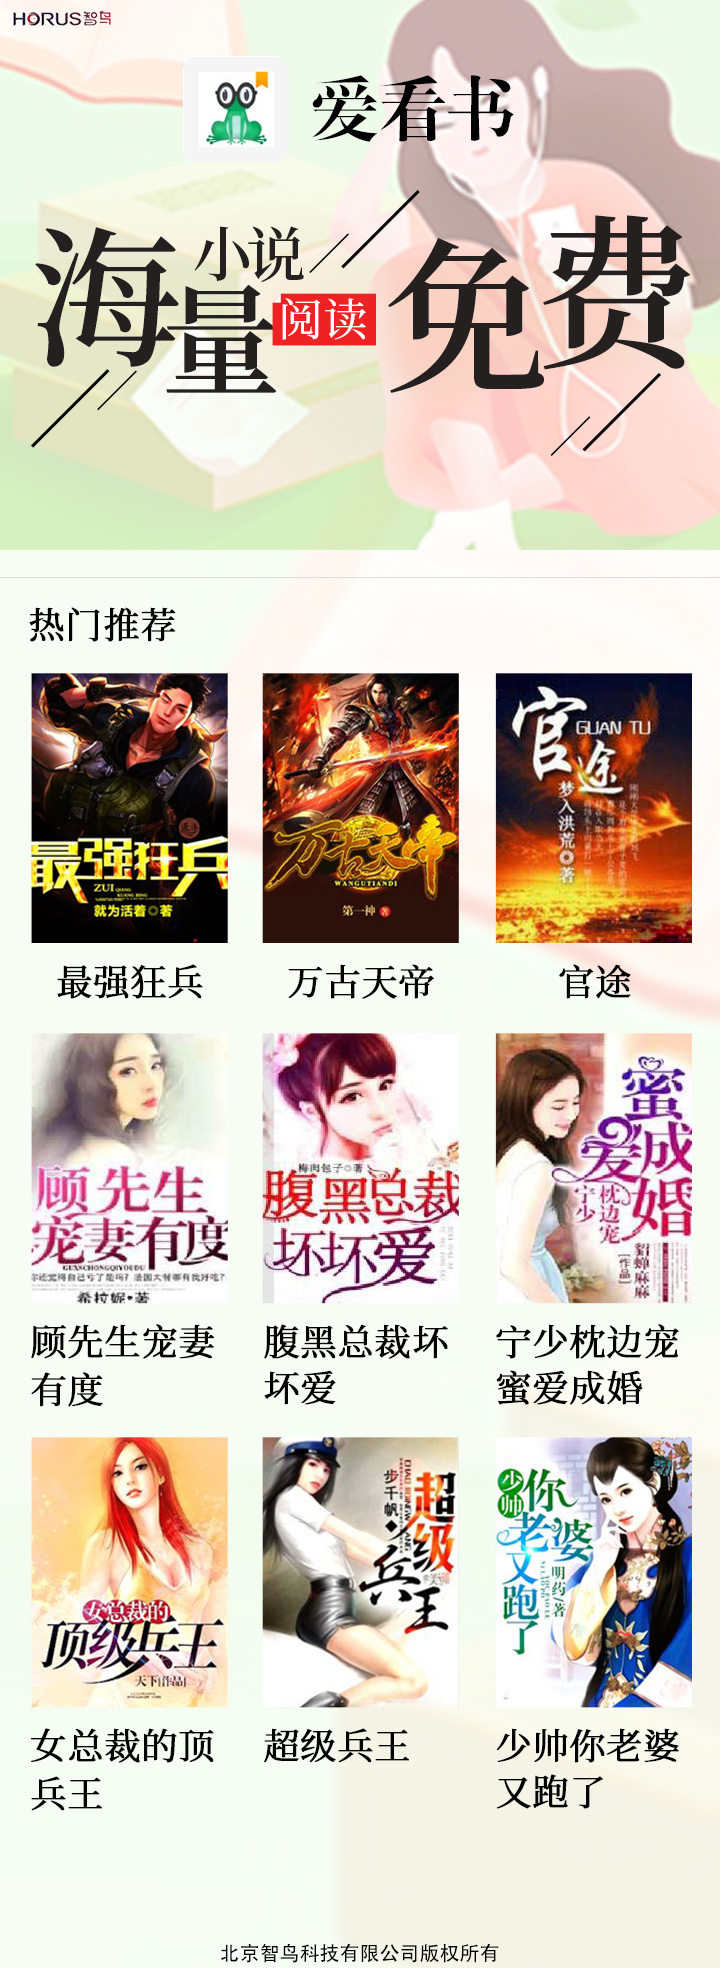 HORUS智鸟
爱看书
海量
小说
阅读
免费
热门推荐
最强狂兵
ZUI QIANG
KUANG BING
就为活着◎著
万古天帝
WANGUTIANDI
第一神 著
官途
GUAN TU
梦入洪荒◎著
最强狂兵
万古天帝
官途
顾先生
宠妻有度
GUXSCHONGQIYOUDU
希拉妮·著
梅肉包子◎著
腹黑总裁
坏坏爱
蜜爱成婚
宁少枕边宠
貂蝉麻麻
[作品]
顾先生宠妻
有度
腹黑总裁坏
坏爱
宁少枕边宠
蜜爱成婚
女总裁的
顶级兵王
天下[作品]
超级兵王
步千帆
少帅
你老婆又跑了
明药/著
女总裁的顶
兵王
超级兵王
少帅你老婆
又跑了
北京智鸟科技有限公司版权所有